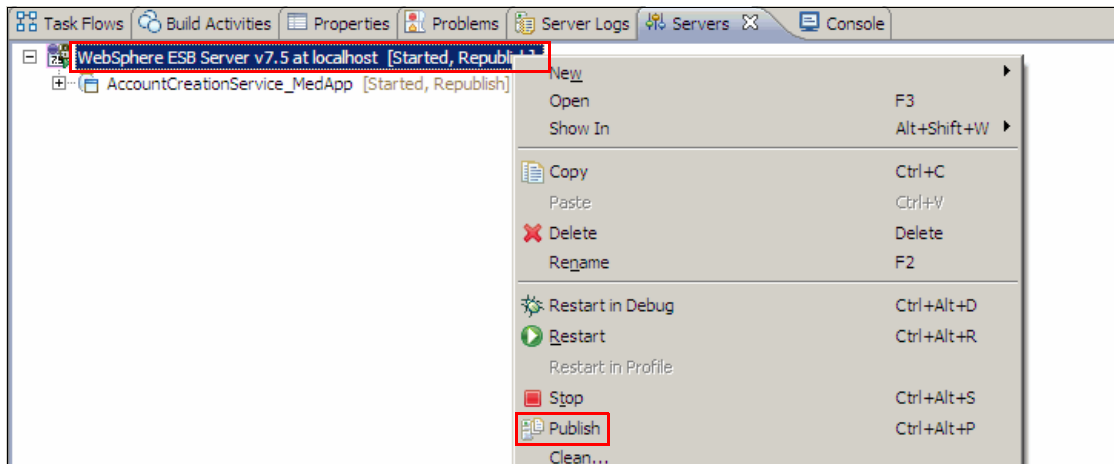 Task Flows Build Activities Properties Problems Server Logs Servers Console
WebSphere ESB Server v7.5 at localhost [Started, Republi
AccountCreationService_MedApp [Started, Republish]
New
Open F3
Show In Alt+Shift+W
Copy Ctrl+C
Paste Ctrl+V
Delete Delete
Rename F2
Restart in Debug Ctrl+Alt+D
Restart Ctrl+Alt+R
Restart in Profile
Stop Ctrl+Alt+S
Publish Ctrl+Alt+P
Clean...